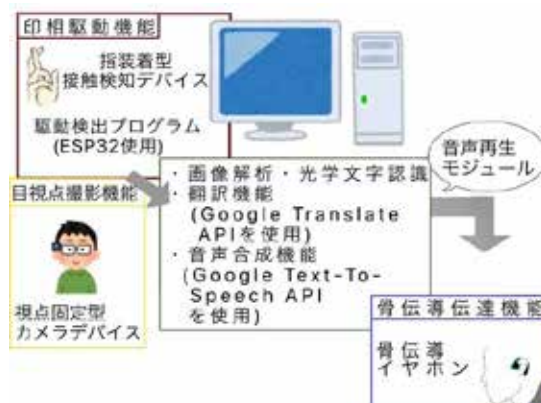 印相駆動機能
指装着型
接触検知デバイス
駆動検出プログラム
(ESP32使用)
目視点撮影機能
視点固定型
カメラデバイス
・画像解析・光学文字認識
・翻訳機能
(Google Translate
APIを使用)
・音声合成機能
(Google Text-To-
Speech API
を使用)
音声再生
モジュール
骨伝導伝達機能
骨伝導
イヤホン